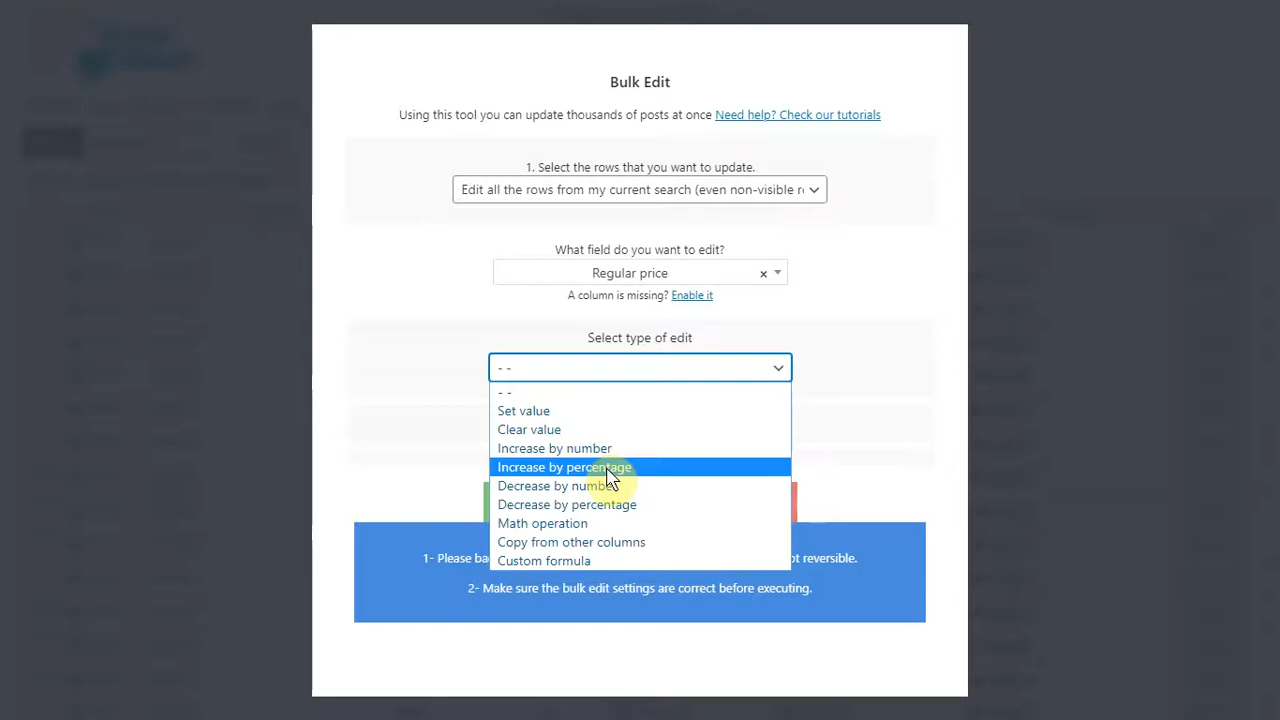 Bulk Edit
Using this tool you can update thousands of posts at once Need help? Check our tutorials
1. Select the rows that you want to update.
Edit all the rows from my current search (even non-visible r
What field do you want to edit?
Regular price × 
A column is missing? Enable it
Select type of edit
- -
- -
Set value
Clear value
Increase by number
Increase by percentage
Decrease by number
Decrease by percentage
Math operation
Copy from other columns
Custom formula
1- Please ba
ot reversible.
2- Make sure the bulk edit settings are correct before executing.